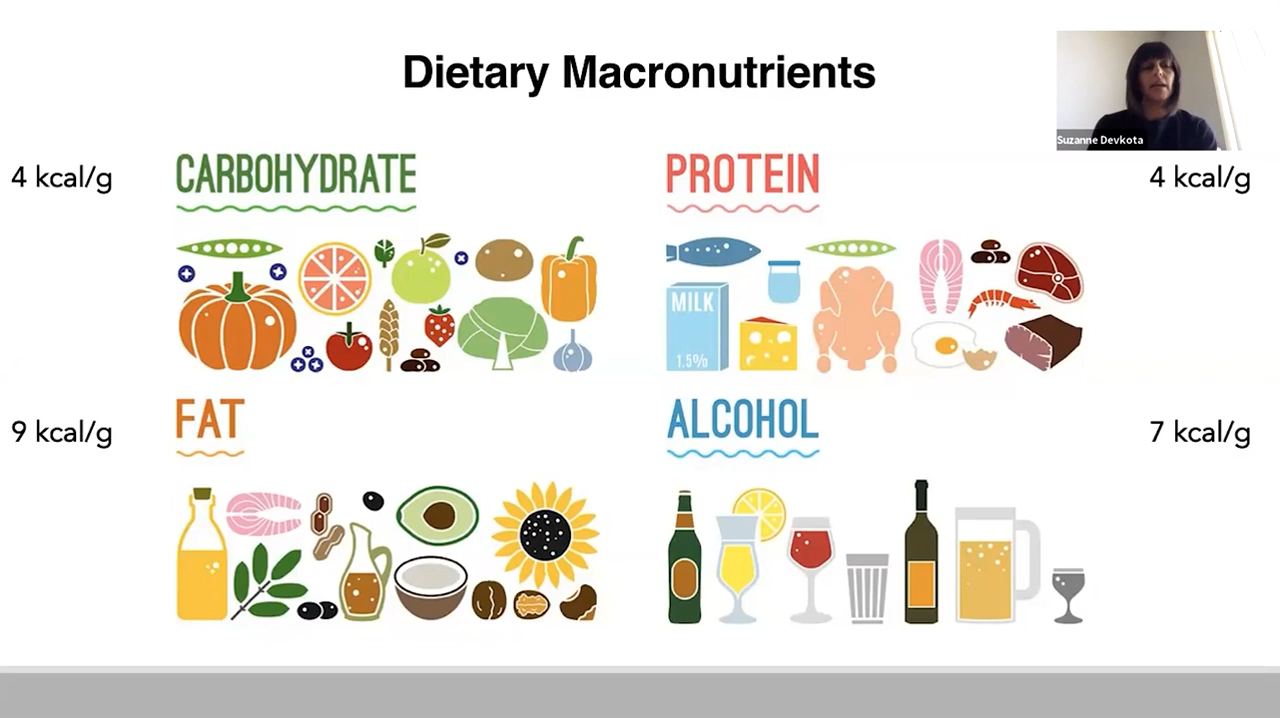 Dietary Macronutrients
Suzanne Devkota
4 kcal/g
CARBOHYDRATE
PROTEIN
4 kcal/g
MILK
1.5%
9 kcal/g
FAT
ALCOHOL
7 kcal/g